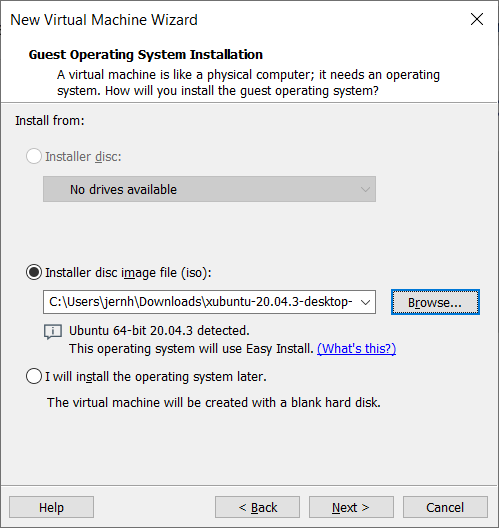 New Virtual Machine Wizard
Guest Operating System Installation
A virtual machine is like a physical computer; it needs an operating
system. How will you install the guest operating system?
Install from:
Installer disc:
No drives available
Installer disc image file (iso):
C:\Users\jernh\Downloads\xubuntu-20.04.3-desktop-
Browse...
Ubuntu 64-bit 20.04.3 detected.
This operating system will use Easy Install. (What's this?)
I will install the operating system later.
The virtual machine will be created with a blank hard disk.
Help
< Back
Next >
Cancel